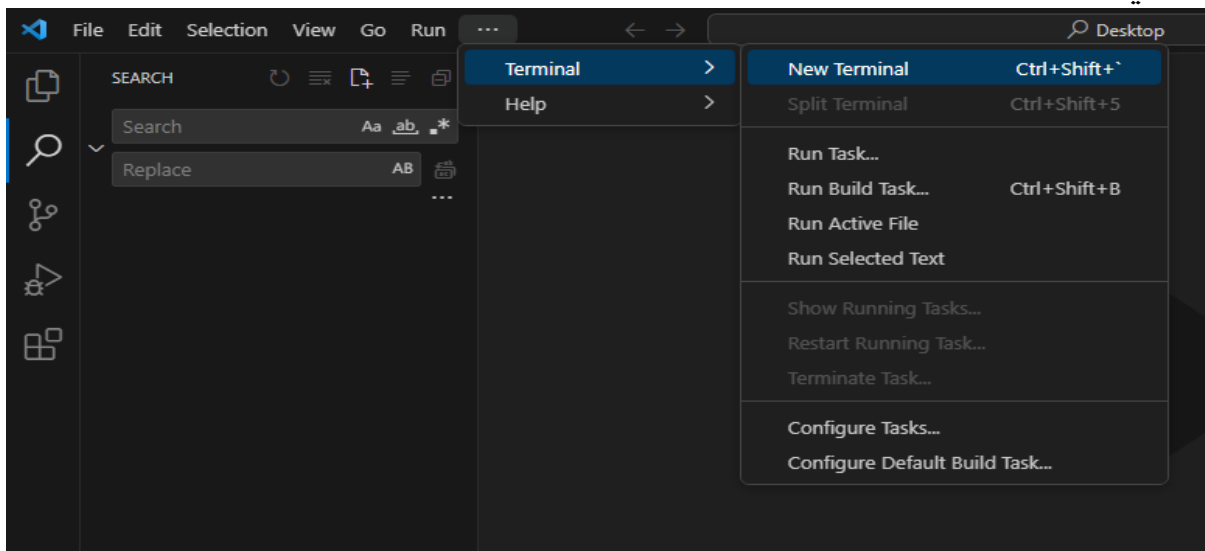 File Edit Selection View Go Run ... Desktop
SEARCH
Search Aa ab *
Replace AB
...
Terminal
Help
New Terminal Ctrl+Shift+`
Split Terminal Ctrl+Shift+5
Run Task...
Run Build Task... Ctrl+Shift+B
Run Active File
Run Selected Text
Show Running Tasks...
Restart Running Task...
Terminate Task...
Configure Tasks...
Configure Default Build Task...